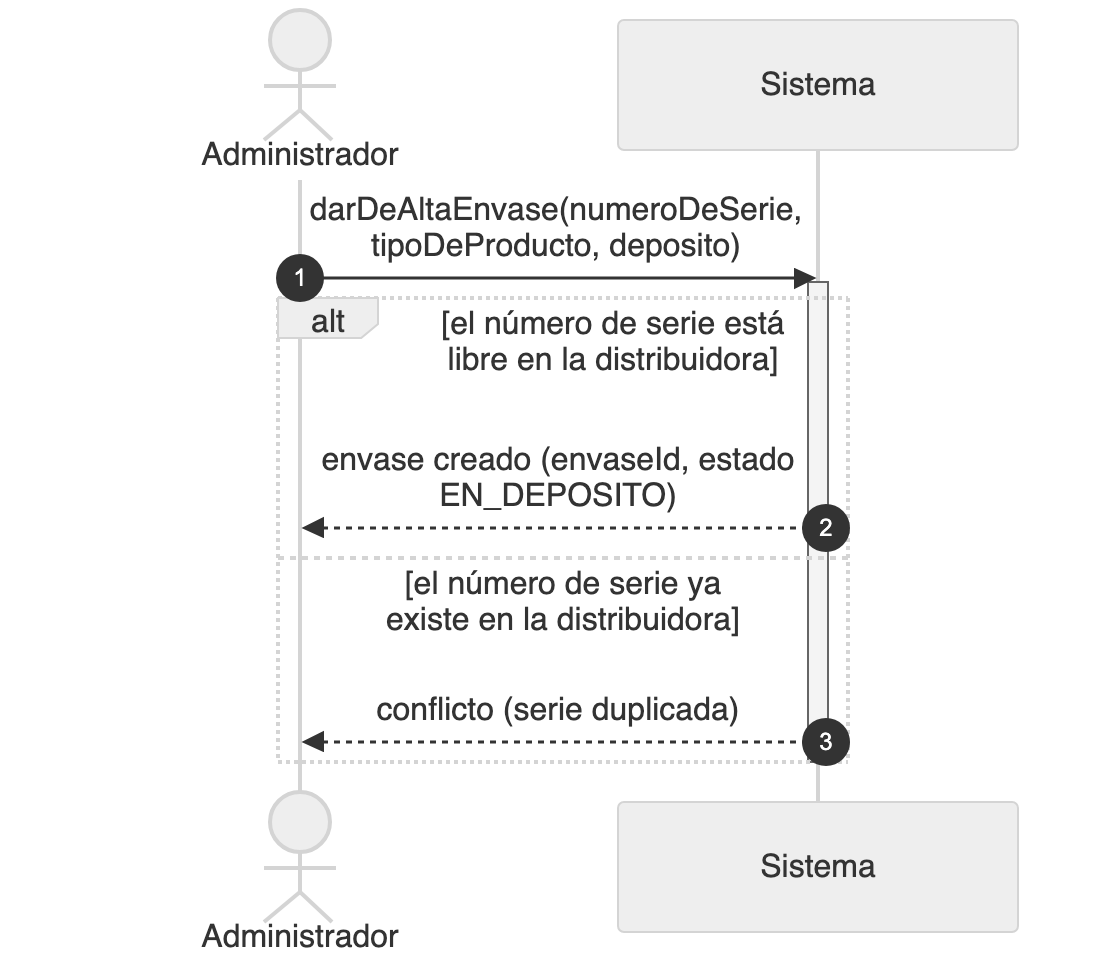 Sistema
Administrador
darDeAltaEnvase(numeroDeSerie,
tipoDeProducto, deposito)
1
alt
[el número de serie está
libre en la distribuidora]
envase creado (envaseId, estado
EN_DEPOSITO)
2
[el número de serie ya
existe en la distribuidora]
conflicto (serie duplicada)
3
Sistema
Administrador